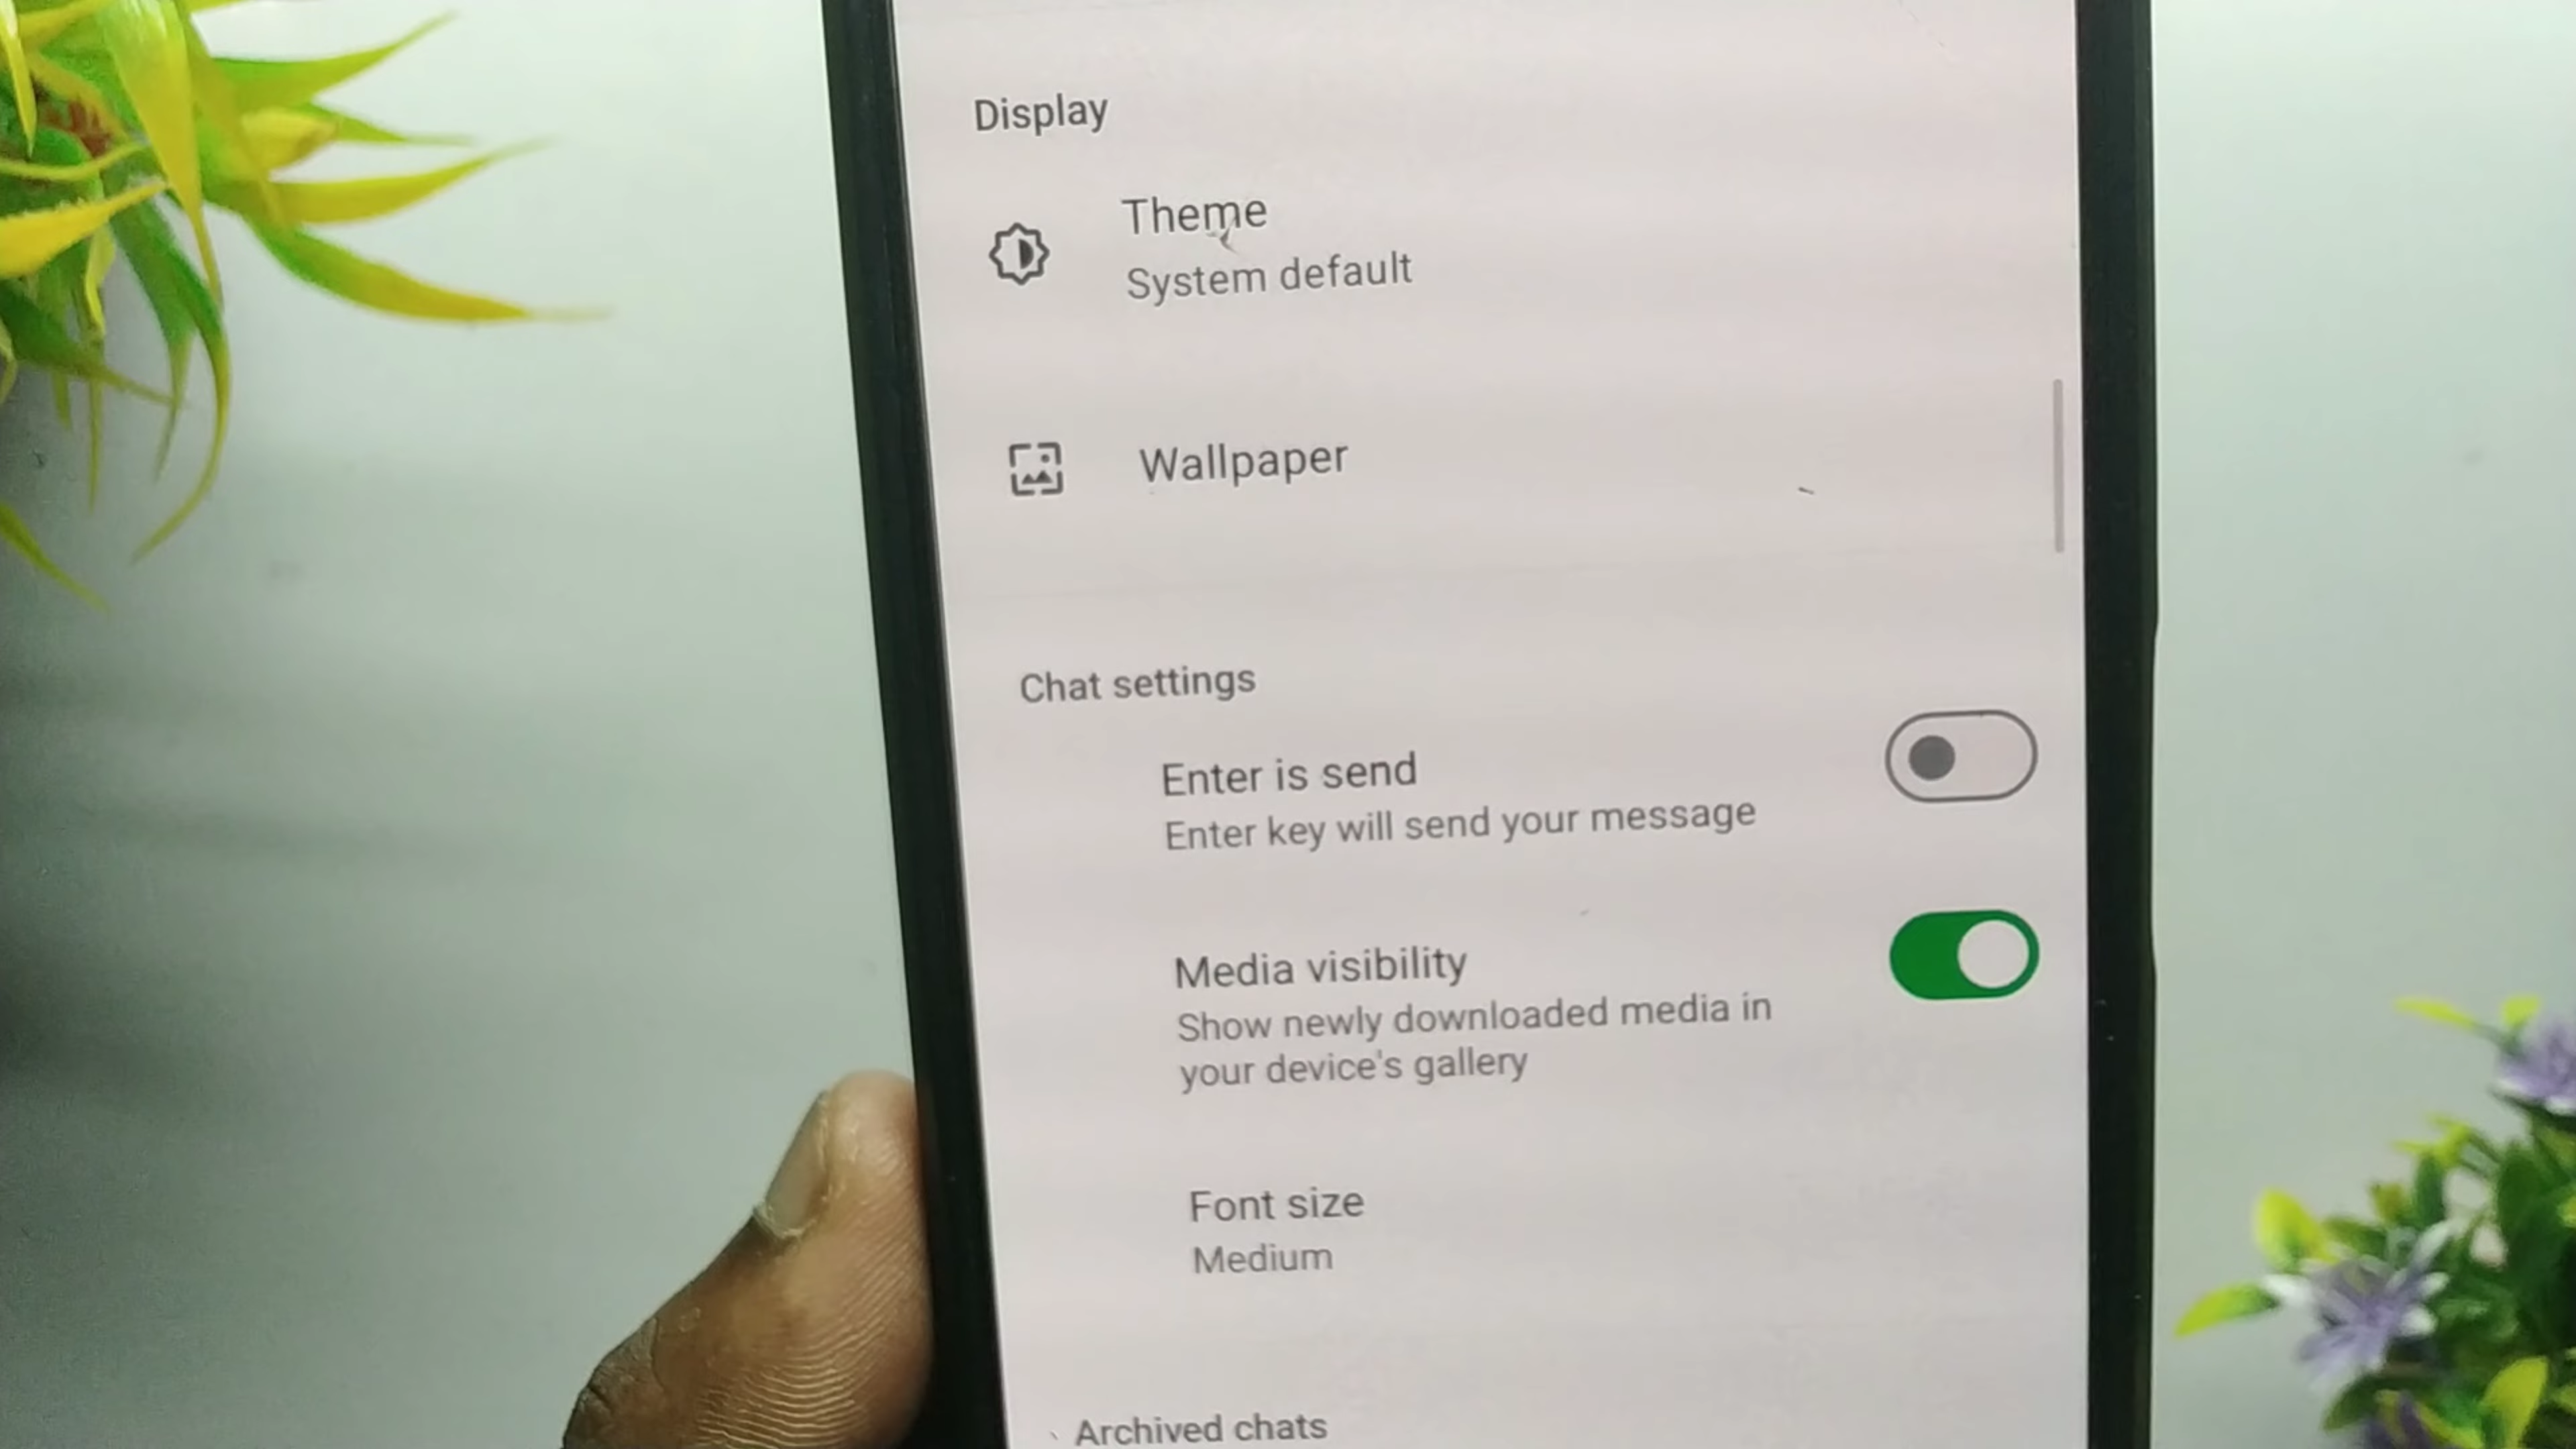 Display
Theme
System default
Wallpaper
Chat settings
Enter is send
Enter key will send your message
Media visibility
Show newly downloaded media in
your device's gallery
Font size
Medium
Archived chats